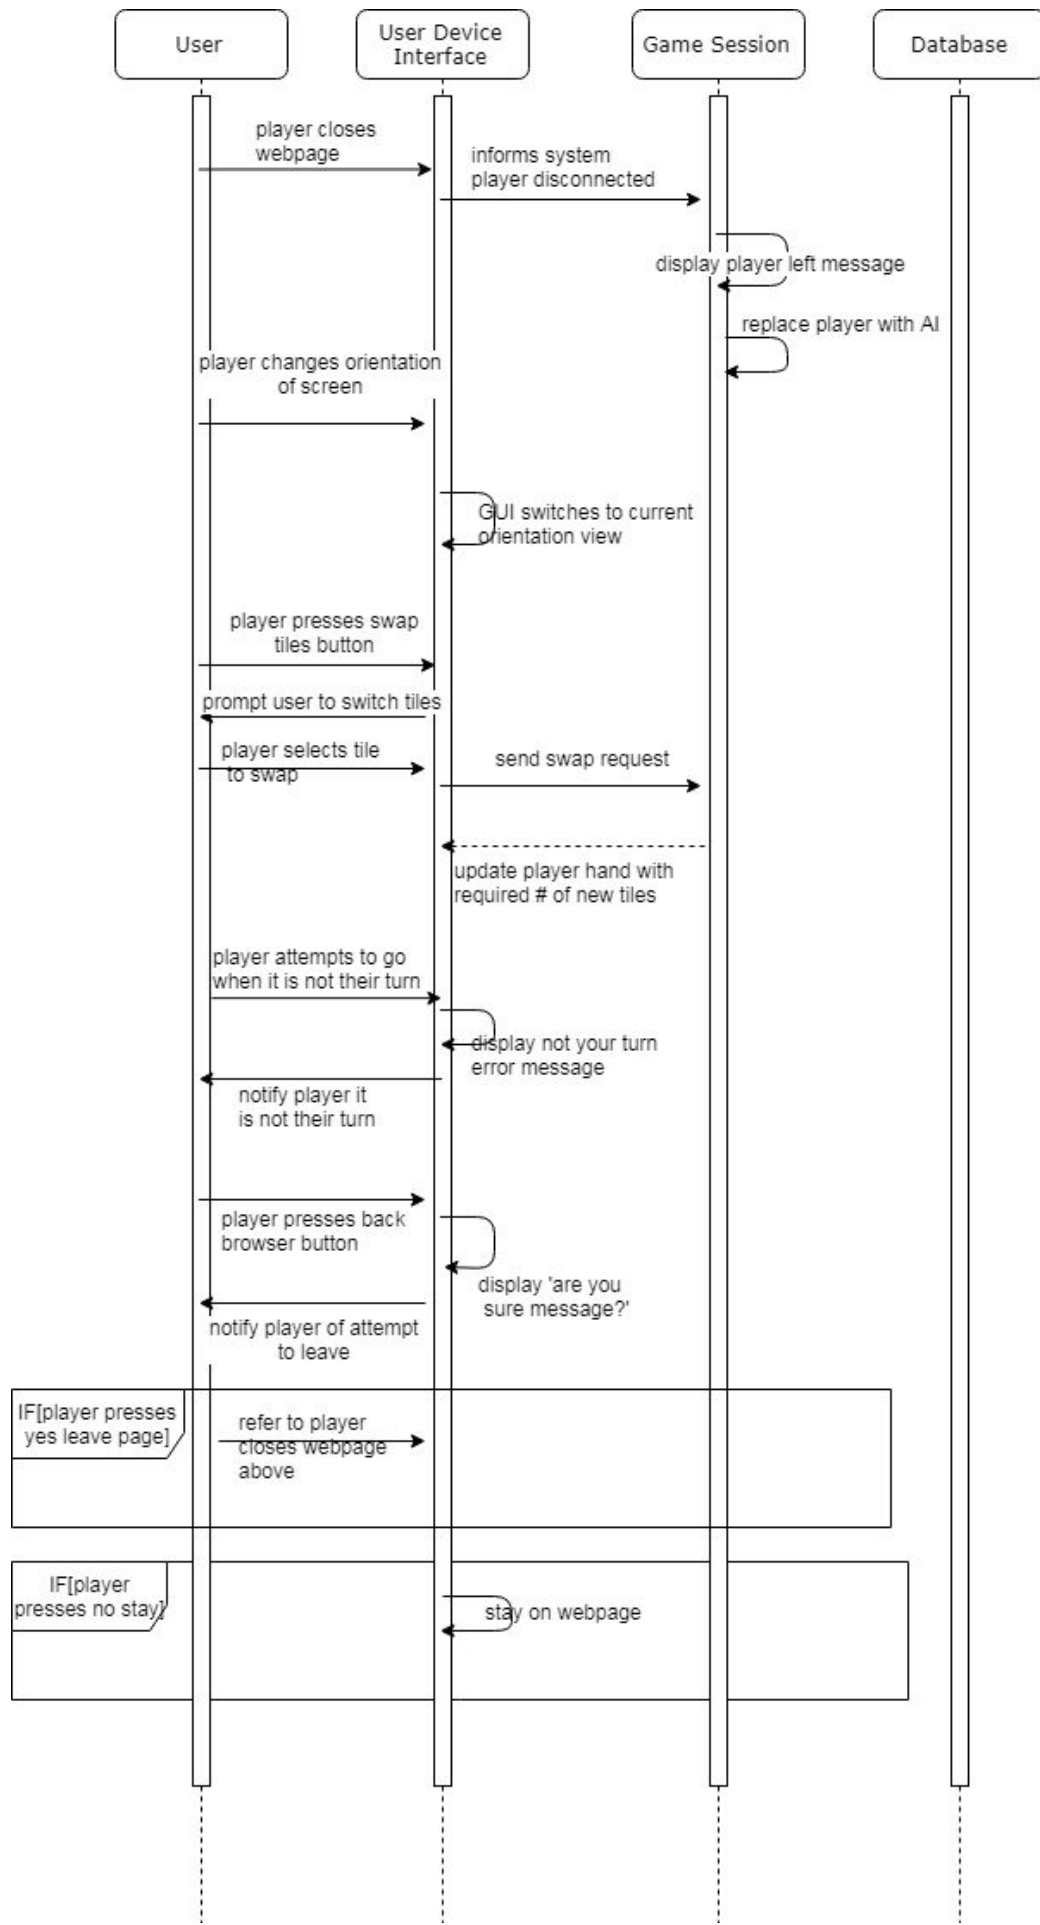 User
User Device
Interface
Game Session
Database
player closes
webpage
informs system
player disconnected
display player left message
replace player with AI
player changes orientation
of screen
GUI switches to current
orientation view
player presses swap
tiles button
prompt user to switch tiles
player selects tile
to swap
send swap request
update player hand with
required # of new tiles
player attempts to go
when it is not their turn
display not your turn
error message
notify player it
is not their turn
player presses back
browser button
display 'are you
sure message?'
notify player of attempt
to leave
IF[player presses
yes leave page]
refer to player
closes webpage
above
IF[player
presses no stay]
stay on webpage